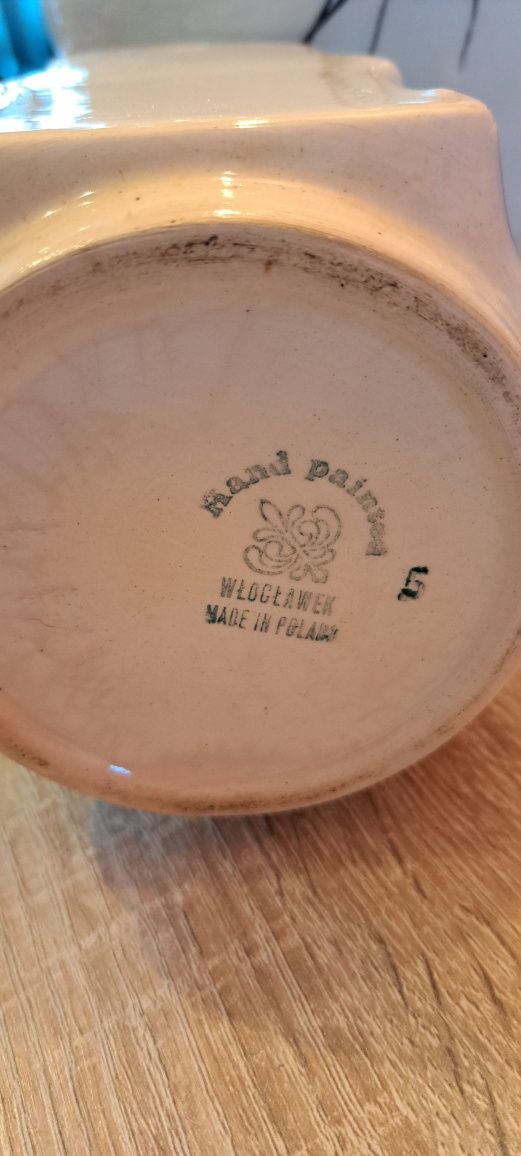 Hand painted
WŁOCŁAWEK
MADE IN POLAND
5